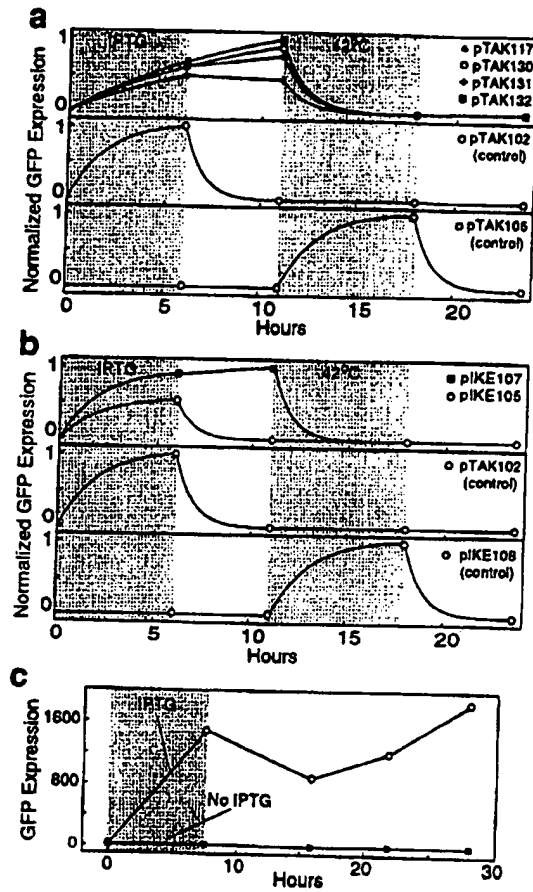 a
Normalized GFP Expression
1
0
1
0
1
0
IPTG
42°C
pTAK117
pTAK130
pTAK131
pTAK132
pTAK102
(control)
pTAK105
(control)
0
5
10
15
20
Hours
b
Normalized GFP Expression
1
0
1
0
1
0
IPTG
42°C
pIKE107
pIKE105
pTAK102
(control)
pIKE108
(control)
0
5
10
15
20
Hours
c
GFP Expression
1600
800
0
IPTG
No IPTG
0
10
20
30
Hours